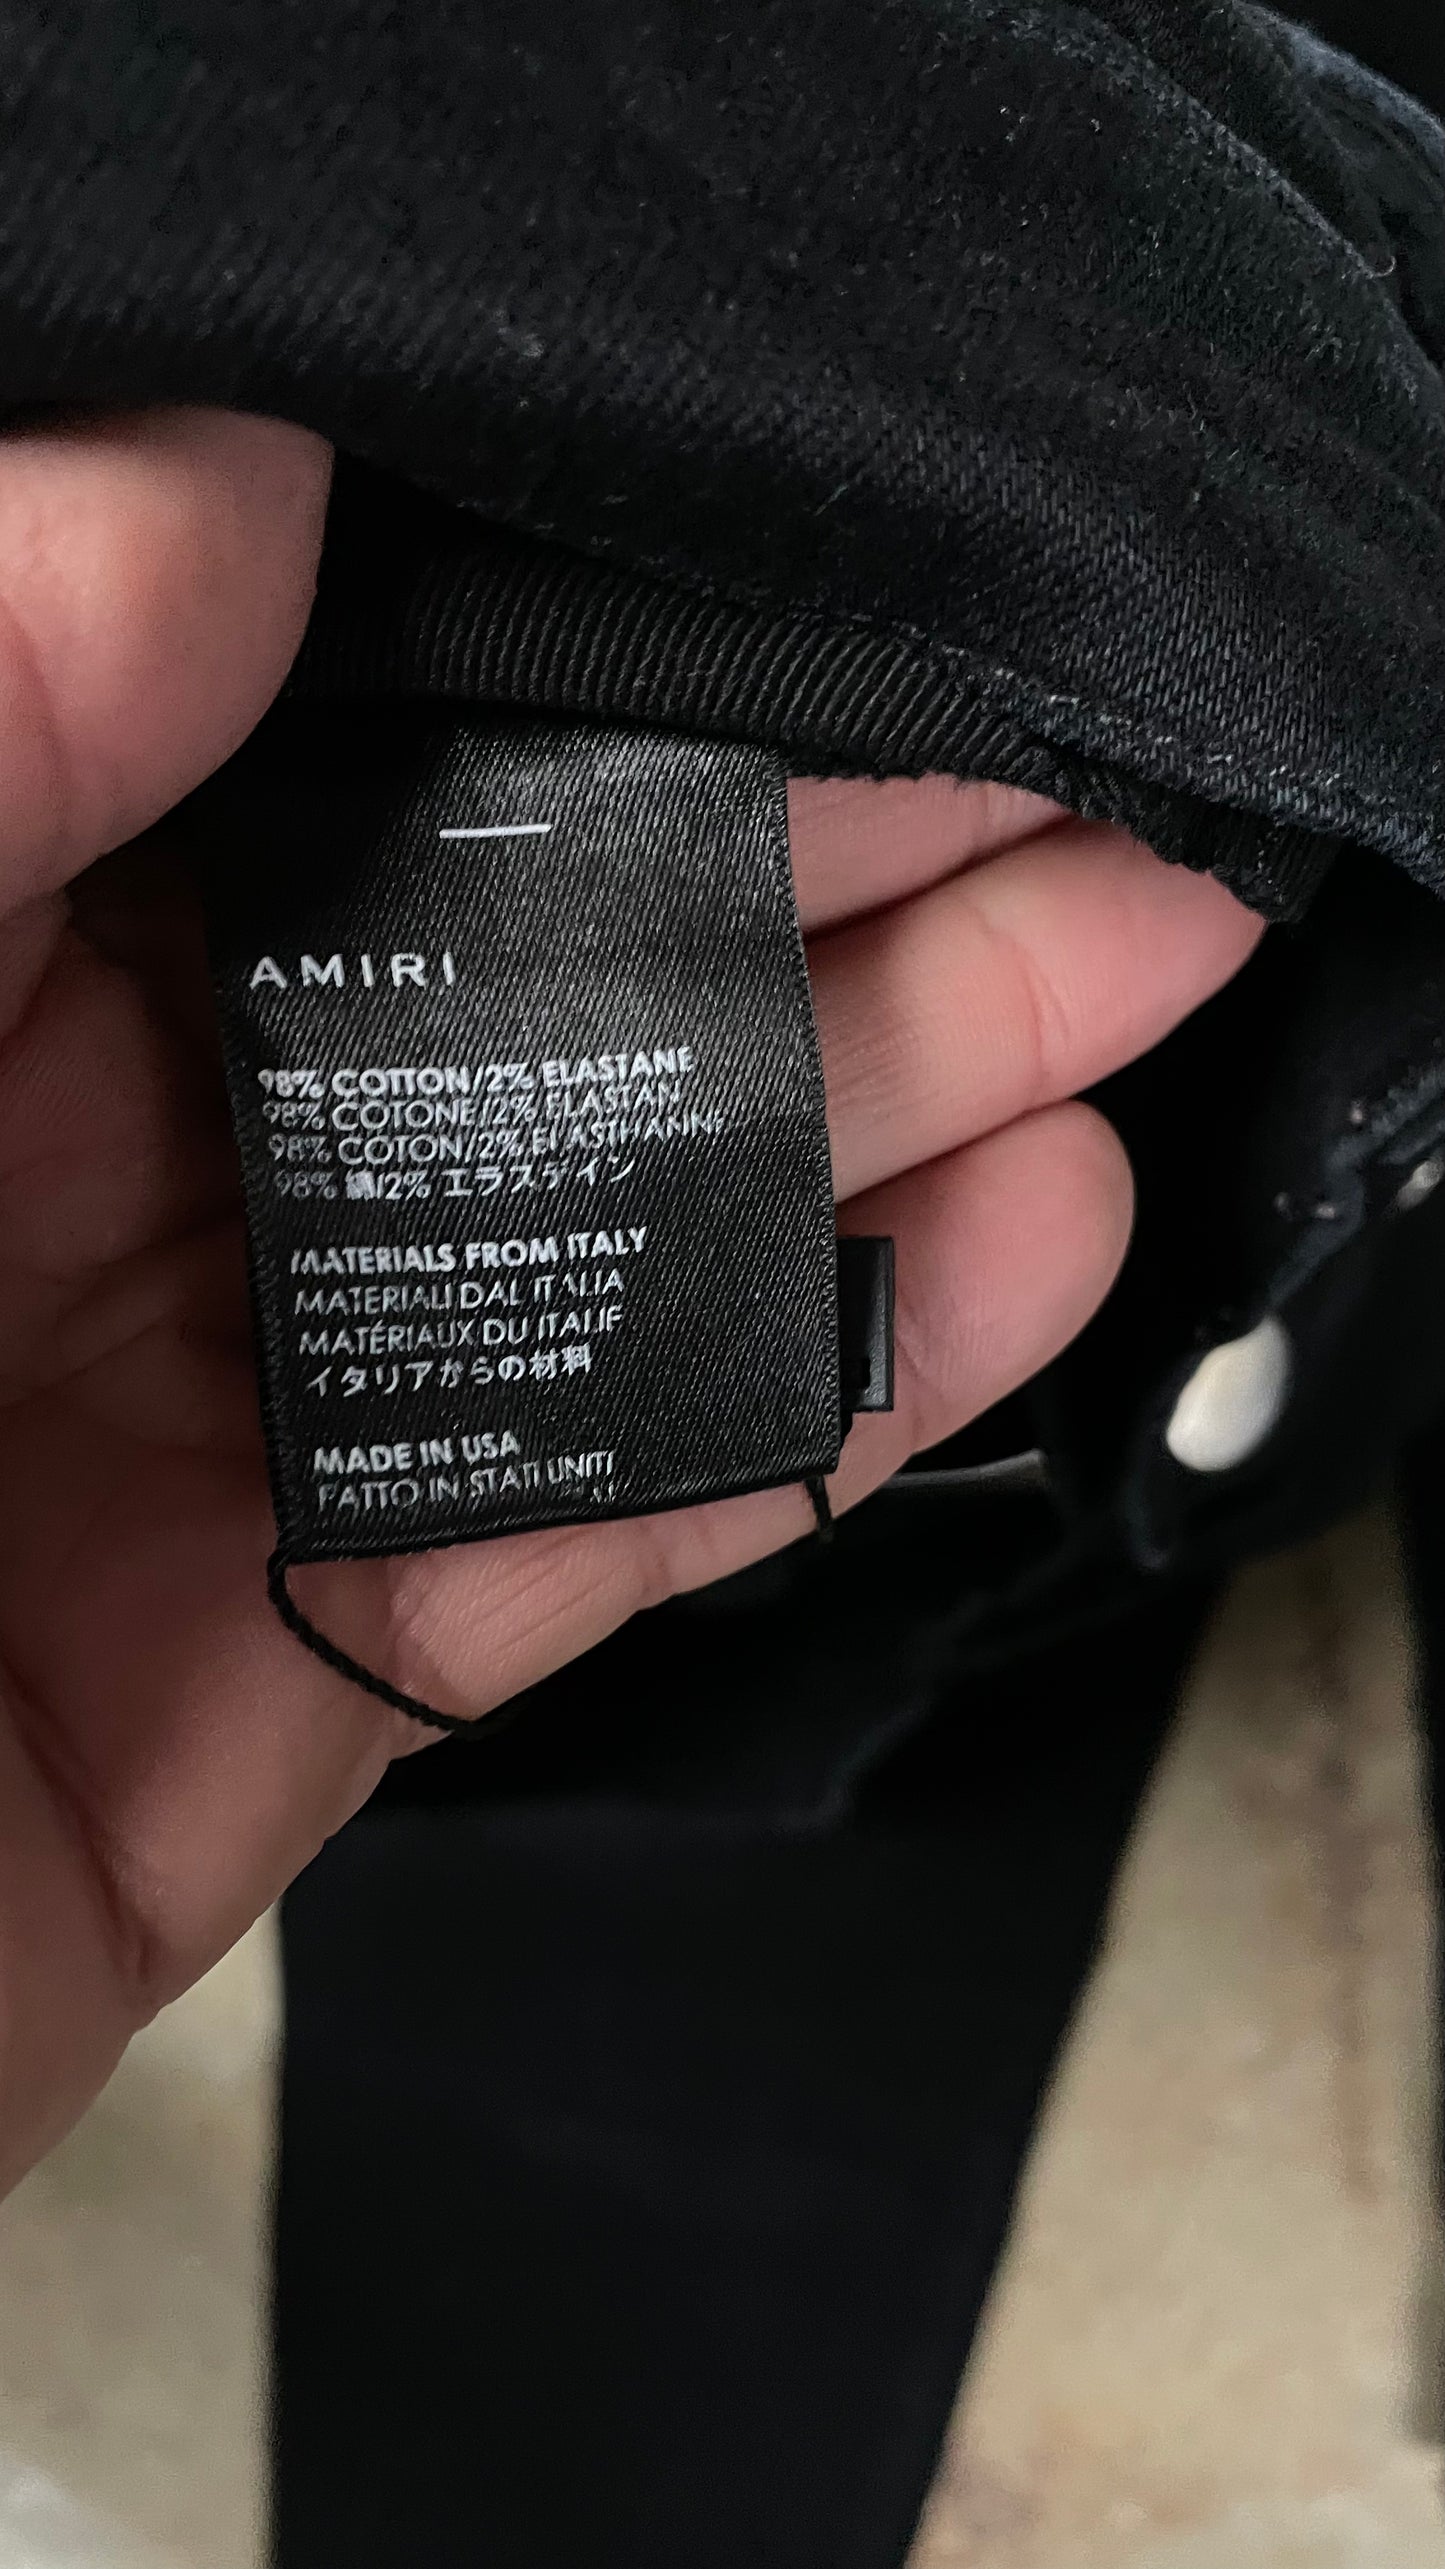 AMIRI
98% COTTON/2% ELASTANE
98% COTONE/2% ELASTAN
98% COTON/2% ELASTHANNE
98% 綿/2% エラステイン
MATERIALS FROM ITALY
MATERIALI DAL ITALIA
MATÉRIAUX DU ITALIE
イタリアからの材料
MADE IN USA
FATTO IN STATI UNITI